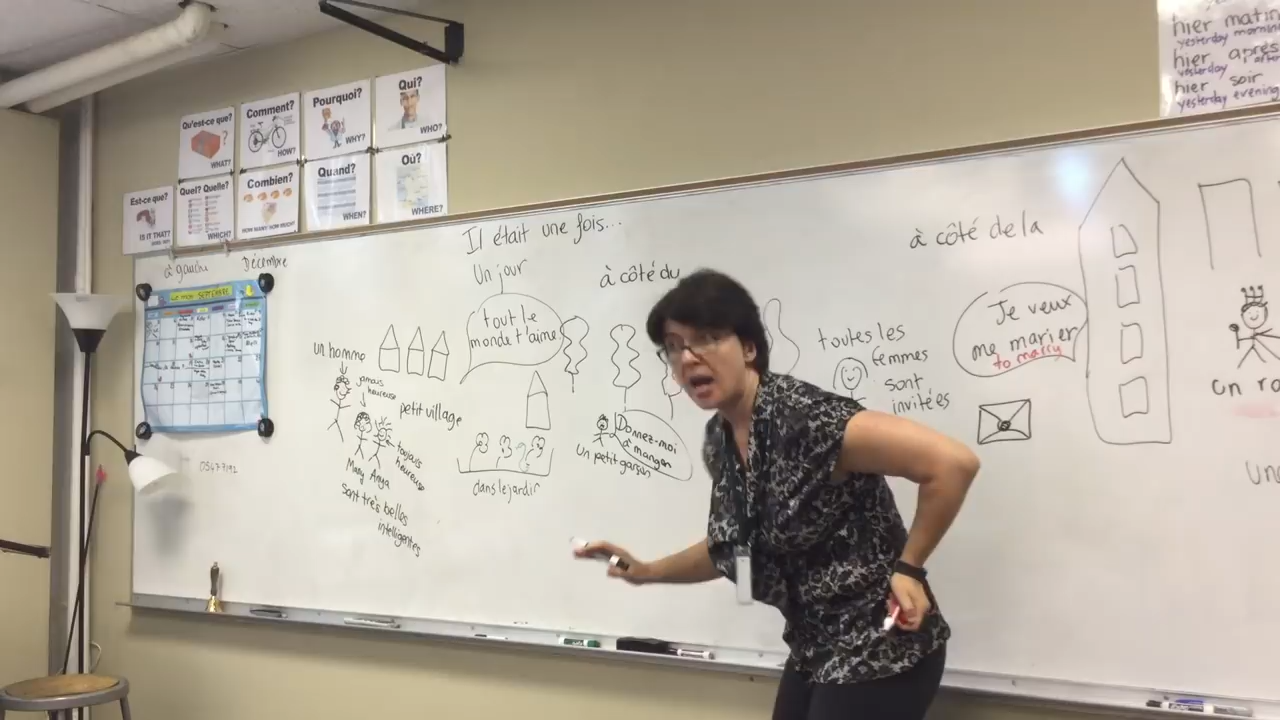 hier matin
yesterday morning
hier après
yesterday
hier soir
yesterday evening
Qu'est-ce que?
WHAT?
Comment?
HOW?
Pourquoi?
WHY?
Qui?
WHO?
Est-ce que?
IS IT THAT?
Quel? Quelle?
WHICH?
Combien?
HOW MANY? HOW MUCH?
Quand?
WHEN?
Où?
WHERE?
à gauche
Décembre
SEPTEMBRE
Il était une fois...
Un jour
tout le
monde t'aime
un homme
jamais
heureuse
petit village
toujours
heureuse
Mary Anya
sont très belles
intelligentes
dans le jardin
à côté du
Donnez-moi
à manger
un petit garçon
toutes les
femmes
sont
invitées
à côté de la
Je veux
me marier
to marry
un